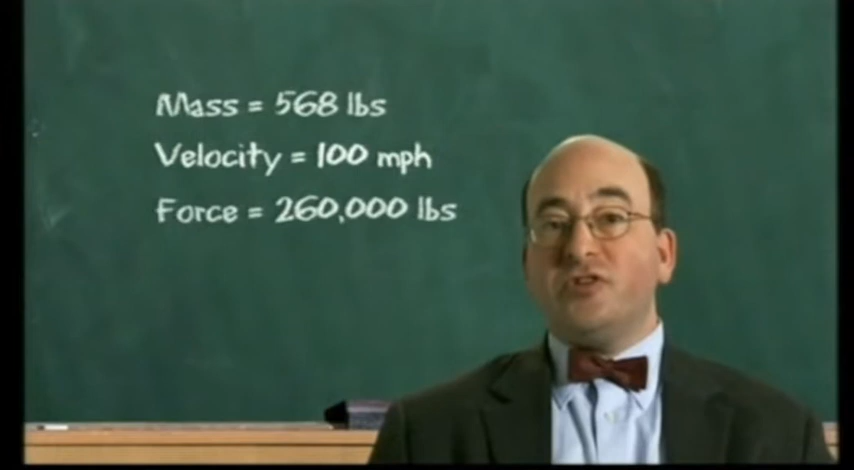 Mass = 568 lbs
Velocity = 100 mph
Force = 260,000 lbs